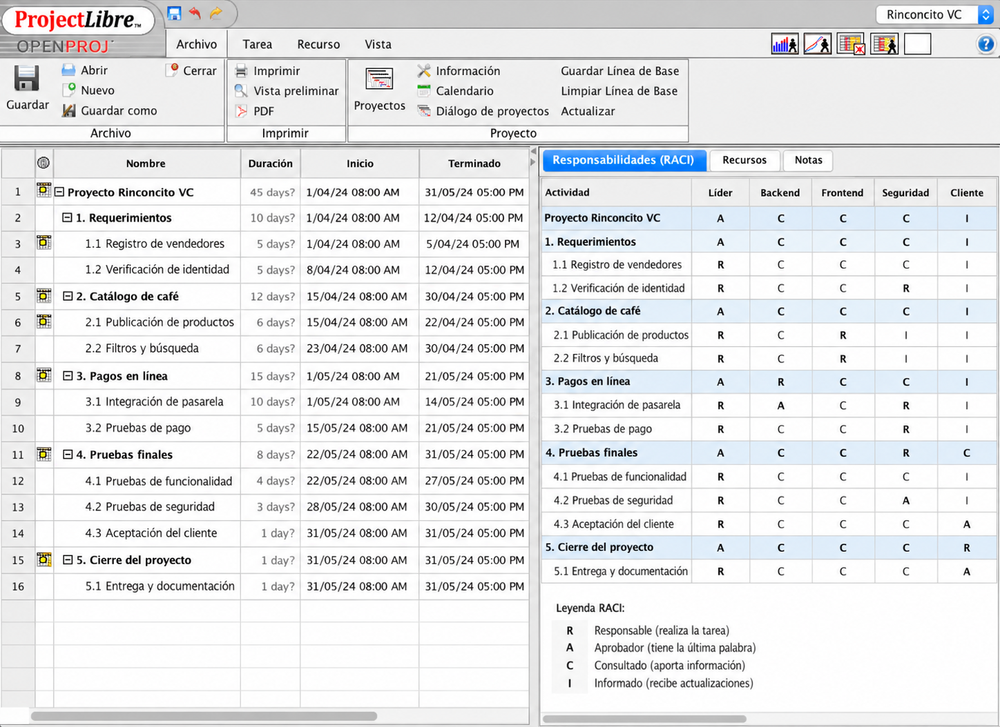 ProjectLibre™
OPENPROJ
Rinconcito VC
Archivo Tarea Recurso Vista
Guardar
Abrir
Nuevo
Guardar como
Cerrar
Archivo
Imprimir
Vista preliminar
PDF
Imprimir
Proyectos
Información
Calendario
Diálogo de proyectos
Guardar Línea de Base
Limpiar Línea de Base
Actualizar
Proyecto
Nombre Duración Inicio Terminado
1 Proyecto Rinconcito VC 45 days? 1/04/24 08:00 AM 31/05/24 05:00 PM
2 1. Requerimientos 10 days? 1/04/24 08:00 AM 12/04/24 05:00 PM
3 1.1 Registro de vendedores 5 days? 1/04/24 08:00 AM 5/04/24 05:00 PM
4 1.2 Verificación de identidad 5 days? 8/04/24 08:00 AM 12/04/24 05:00 PM
5 2. Catálogo de café 12 days? 15/04/24 08:00 AM 30/04/24 05:00 PM
6 2.1 Publicación de productos 6 days? 15/04/24 08:00 AM 22/04/24 05:00 PM
7 2.2 Filtros y búsqueda 6 days? 23/04/24 08:00 AM 30/04/24 05:00 PM
8 3. Pagos en línea 15 days? 1/05/24 08:00 AM 21/05/24 05:00 PM
9 3.1 Integración de pasarela 10 days? 1/05/24 08:00 AM 14/05/24 05:00 PM
10 3.2 Pruebas de pago 5 days? 15/05/24 08:00 AM 21/05/24 05:00 PM
11 4. Pruebas finales 8 days? 22/05/24 08:00 AM 31/05/24 05:00 PM
12 4.1 Pruebas de funcionalidad 4 days? 22/05/24 08:00 AM 27/05/24 05:00 PM
13 4.2 Pruebas de seguridad 3 days? 28/05/24 08:00 AM 30/05/24 05:00 PM
14 4.3 Aceptación del cliente 1 day? 31/05/24 08:00 AM 31/05/24 05:00 PM
15 5. Cierre del proyecto 1 day? 31/05/24 08:00 AM 31/05/24 05:00 PM
16 5.1 Entrega y documentación 1 day? 31/05/24 08:00 AM 31/05/24 05:00 PM
Responsabilidades (RACI) Recursos Notas
Actividad Líder Backend Frontend Seguridad Cliente
Proyecto Rinconcito VC A C C C I
1. Requerimientos A C C C I
1.1 Registro de vendedores R C C C I
1.2 Verificación de identidad R C C R I
2. Catálogo de café A C C C I
2.1 Publicación de productos R C R I I
2.2 Filtros y búsqueda R C R I I
3. Pagos en línea A R C C I
3.1 Integración de pasarela R A C R I
3.2 Pruebas de pago R C C R I
4. Pruebas finales A C C R C
4.1 Pruebas de funcionalidad R C C C I
4.2 Pruebas de seguridad R C C A I
4.3 Aceptación del cliente R C C C A
5. Cierre del proyecto A C C C R
5.1 Entrega y documentación R C C C A
Leyenda RACI:
R Responsable (realiza la tarea)
A Aprobador (tiene la última palabra)
C Consultado (aporta información)
I Informado (recibe actualizaciones)